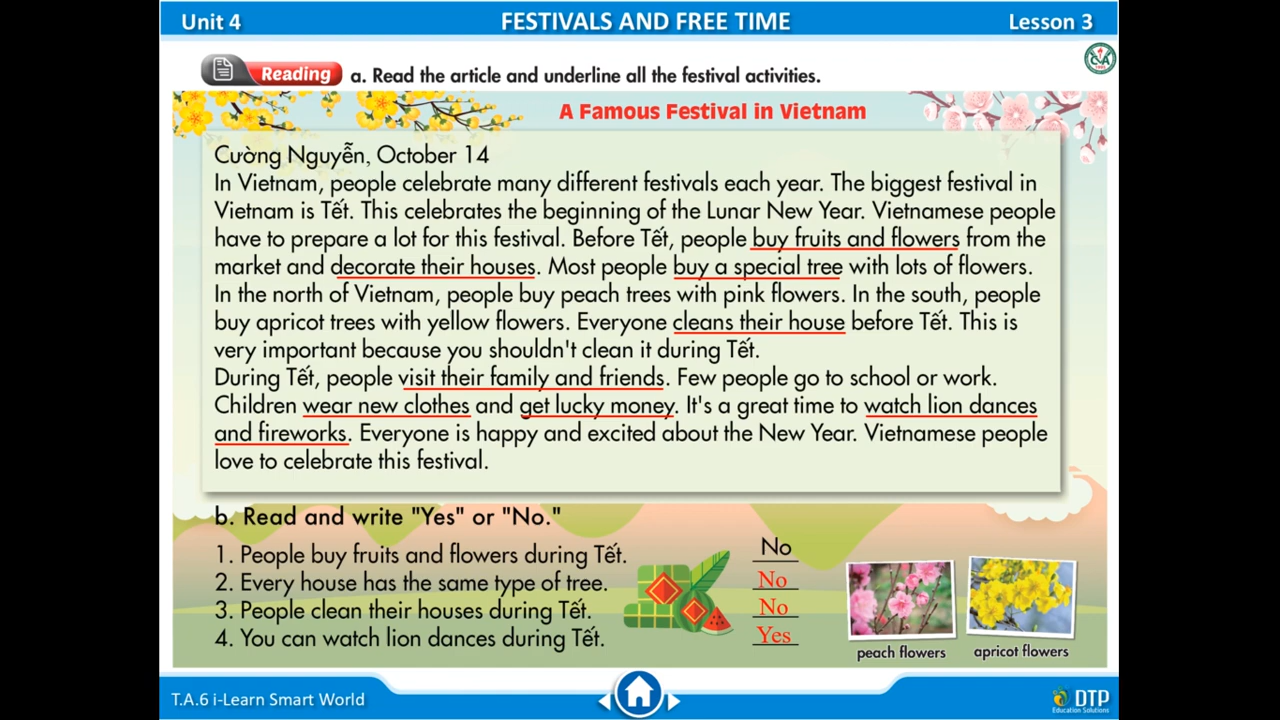 Unit 4
FESTIVALS AND FREE TIME
Lesson 3
Reading
a. Read the article and underline all the festival activities.
A Famous Festival in Vietnam
Cường Nguyễn, October 14
In Vietnam, people celebrate many different festivals each year. The biggest festival in
Vietnam is Tết. This celebrates the beginning of the Lunar New Year. Vietnamese people
have to prepare a lot for this festival. Before Tết, people buy fruits and flowers from the
market and decorate their houses. Most people buy a special tree with lots of flowers.
In the north of Vietnam, people buy peach trees with pink flowers. In the south, people
buy apricot trees with yellow flowers. Everyone cleans their house before Tết. This is
very important because you shouldn't clean it during Tết.
During Tết, people visit their family and friends. Few people go to school or work.
Children wear new clothes and get lucky money. It's a great time to watch lion dances
and fireworks. Everyone is happy and excited about the New Year. Vietnamese people
love to celebrate this festival.
b. Read and write "Yes" or "No."
1. People buy fruits and flowers during Tết. No
2. Every house has the same type of tree. No
3. People clean their houses during Tết. No
4. You can watch lion dances during Tết. Yes
peach flowers
apricot flowers
T.A.6 i-Learn Smart World
DTP
Education Solutions